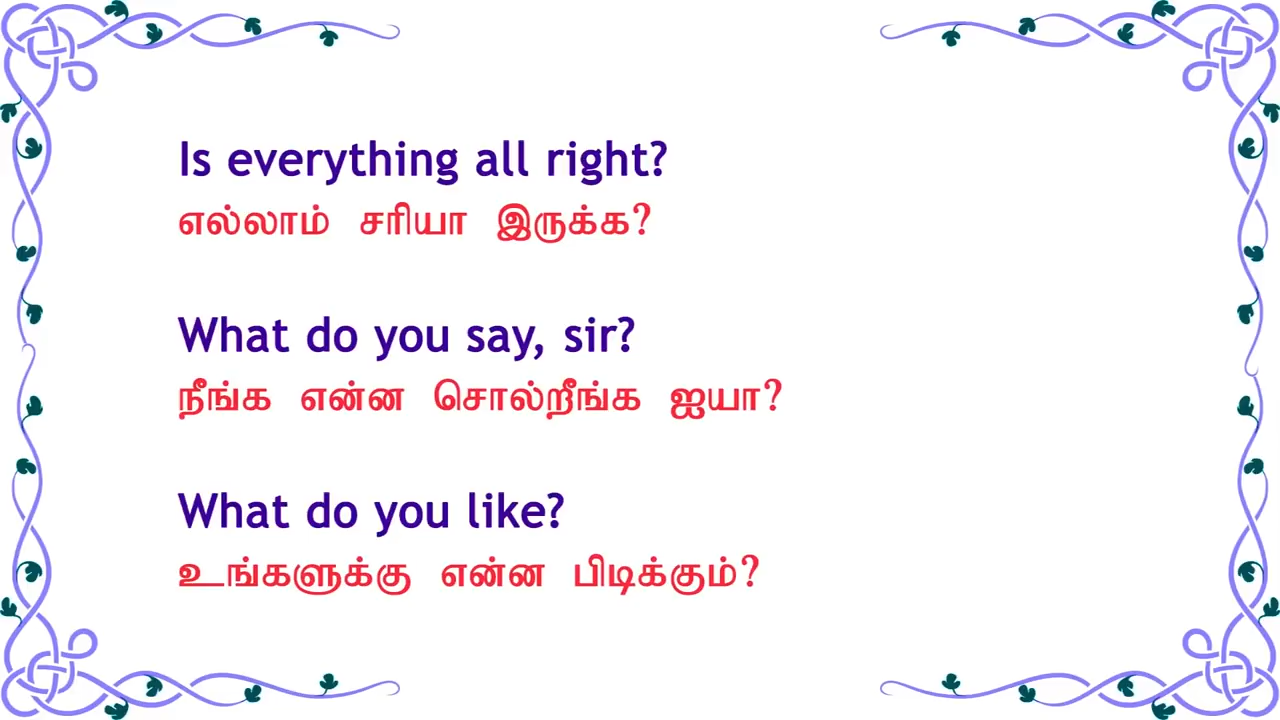 Is everything all right?
எல்லாம் சரியா இருக்க?
What do you say, sir?
நீங்க என்ன சொல்றீங்க ஐயா?
What do you like?
உங்களுக்கு என்ன பிடிக்கும்?